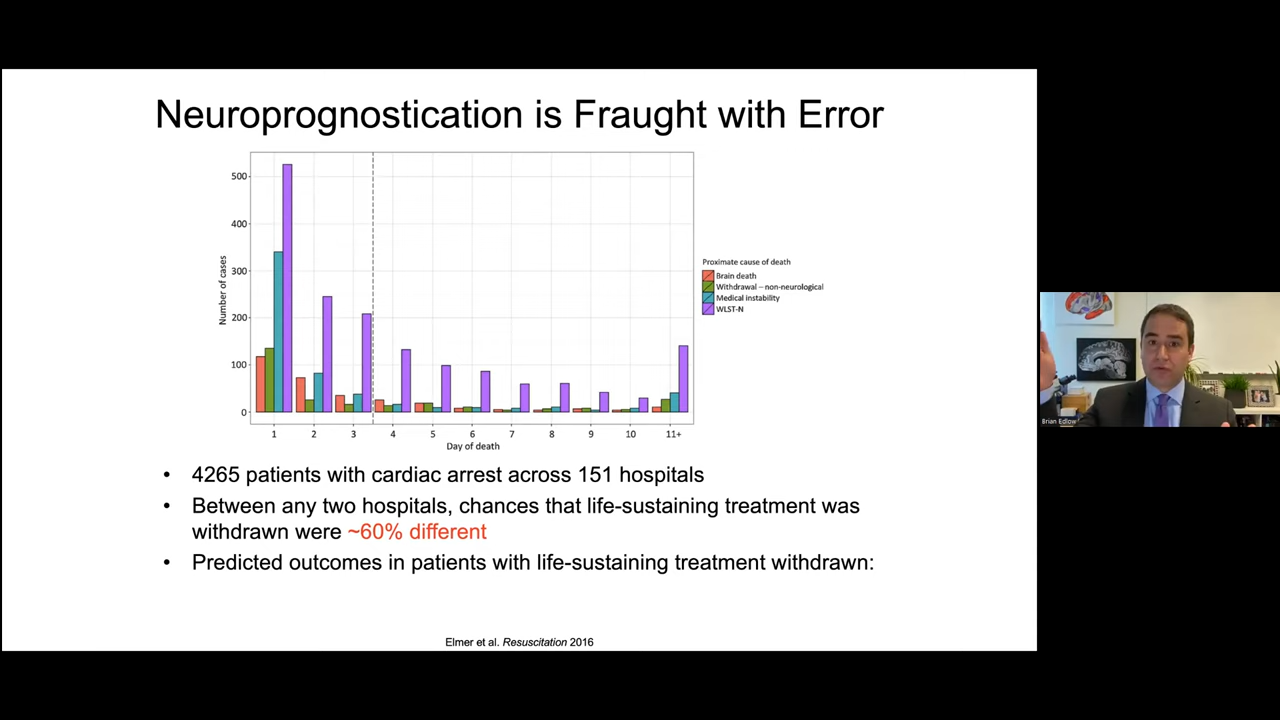 Neuroprognostication is Fraught with Error
500
400
300
200
100
0
Number of cases
1 2 3 4 5 6 7 8 9 10 11+
Day of death
Proximate cause of death
Brain death
Withdrawal – non-neurological
Medical instability
WLST-N
• 4265 patients with cardiac arrest across 151 hospitals
• Between any two hospitals, chances that life-sustaining treatment was
withdrawn were ~60% different
• Predicted outcomes in patients with life-sustaining treatment withdrawn:
Elmer et al. Resuscitation 2016
Brian Edlow